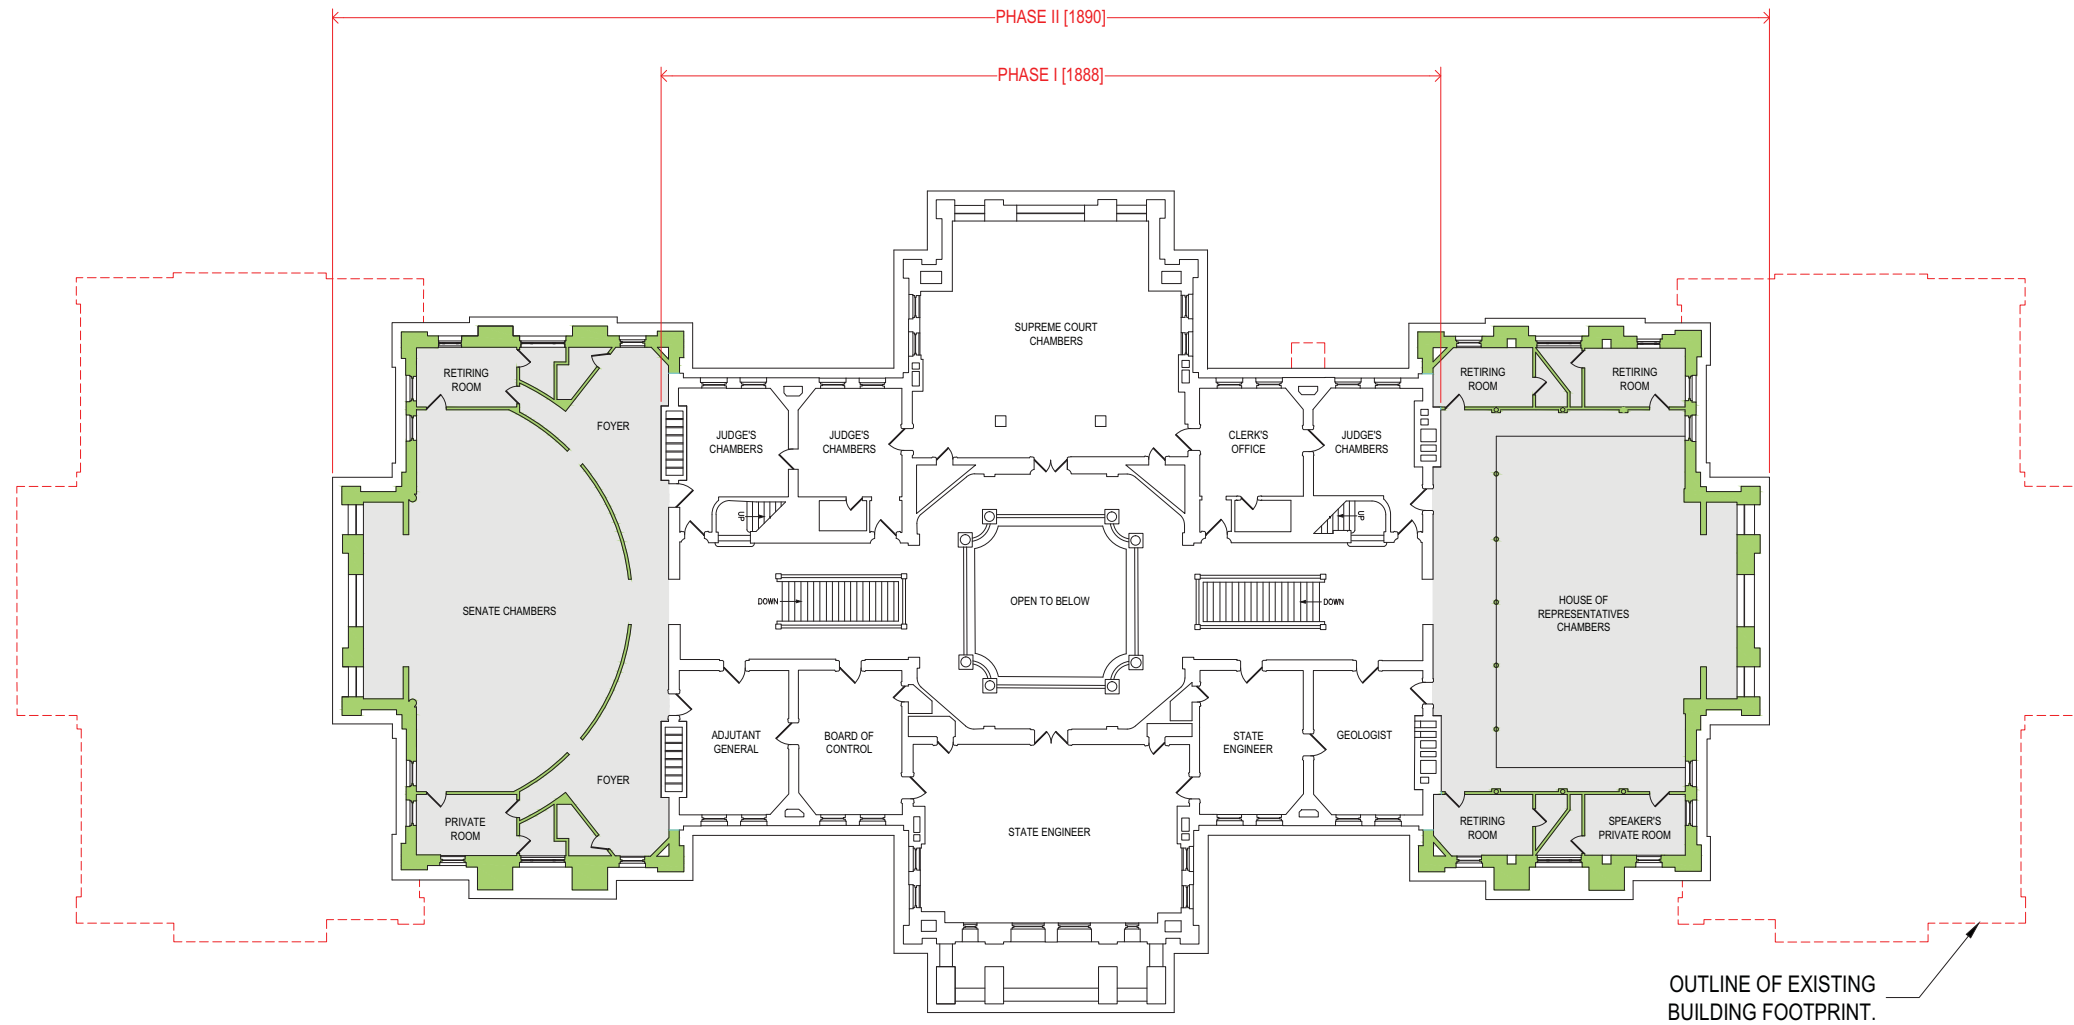 PHASE II [1890]
PHASE I [1888]
SUPREME COURT
CHAMBERS
RETIRING
ROOM
RETIRING
ROOM
RETIRING
ROOM
FOYER
JUDGE'S
CHAMBERS
JUDGE'S
CHAMBERS
CLERK'S
OFFICE
JUDGE'S
CHAMBERS
UP
UP
SENATE CHAMBERS
DOWN
OPEN TO BELOW
DOWN
HOUSE OF
REPRESENTATIVES
CHAMBERS
ADJUTANT
GENERAL
BOARD OF
CONTROL
STATE
ENGINEER
GEOLOGIST
FOYER
PRIVATE
ROOM
STATE ENGINEER
RETIRING
ROOM
SPEAKER'S
PRIVATE ROOM
OUTLINE OF EXISTING
BUILDING FOOTPRINT.